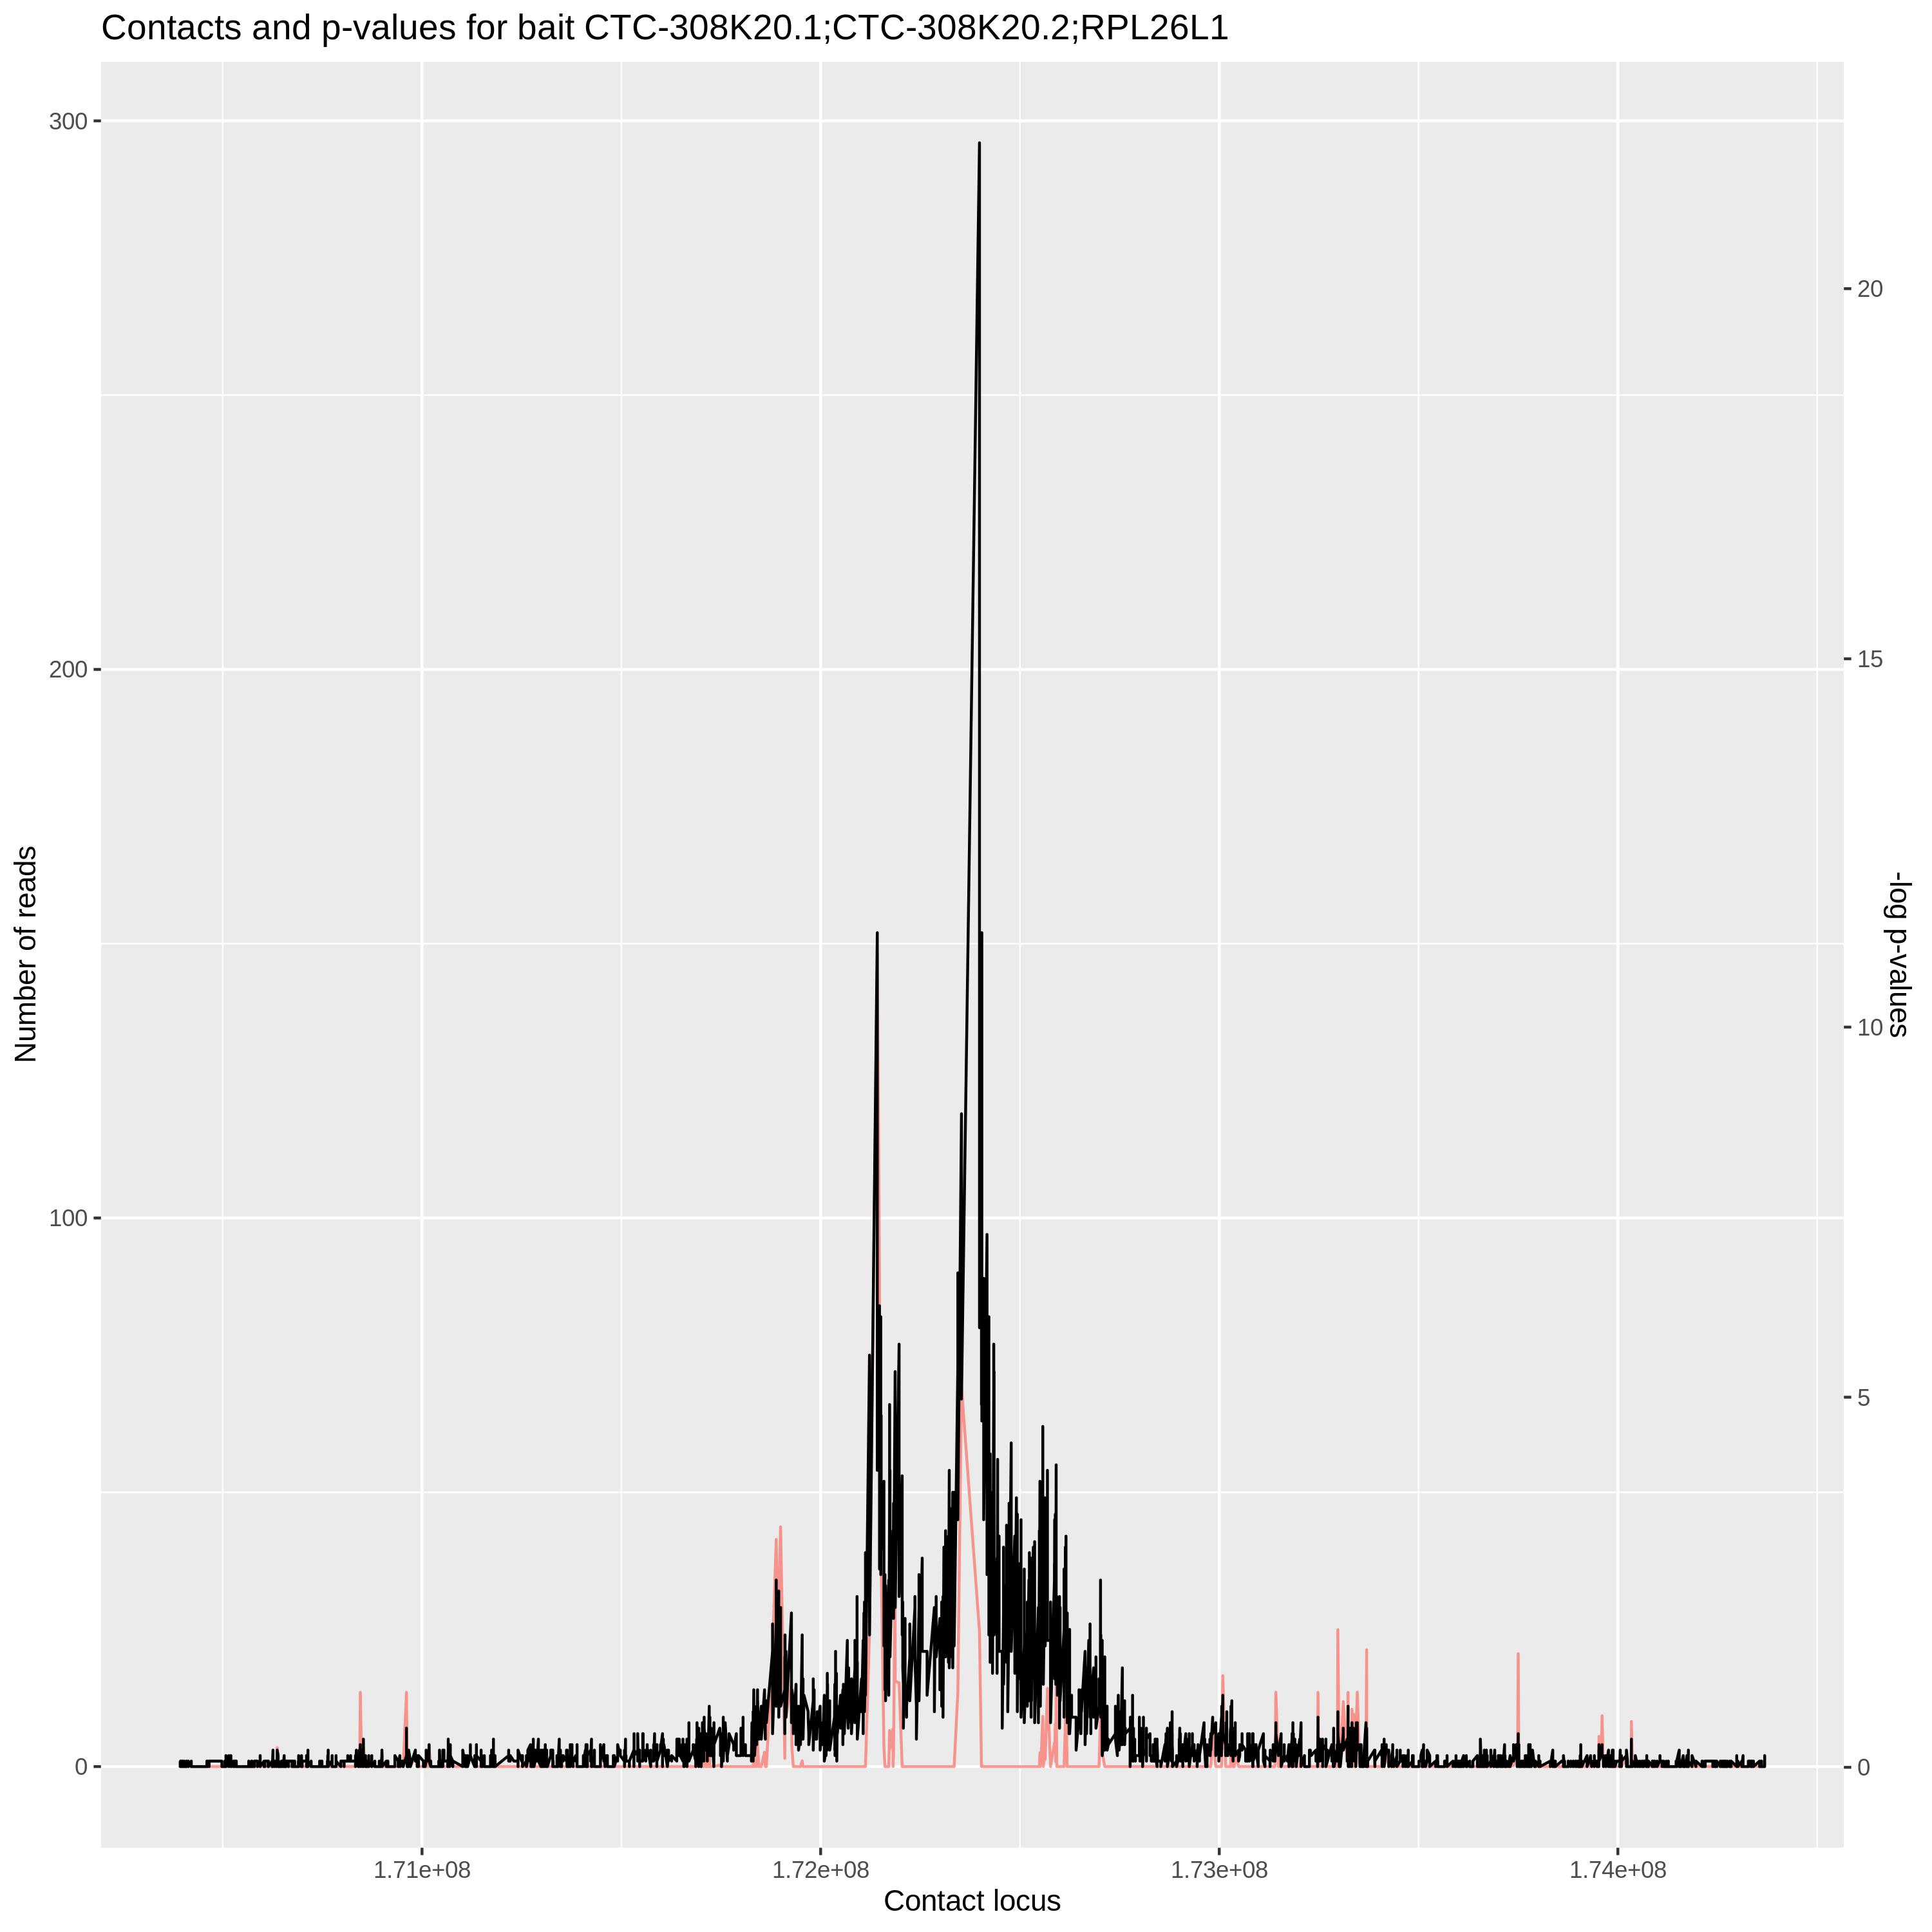 Contacts and p-values for bait CTC-308K20.1;CTC-308K20.2;RPL26L1
300
200
100
0
Number of reads
20
15
10
5
0
-log p-values
1.71e+08
1.72e+08
1.73e+08
1.74e+08
Contact locus